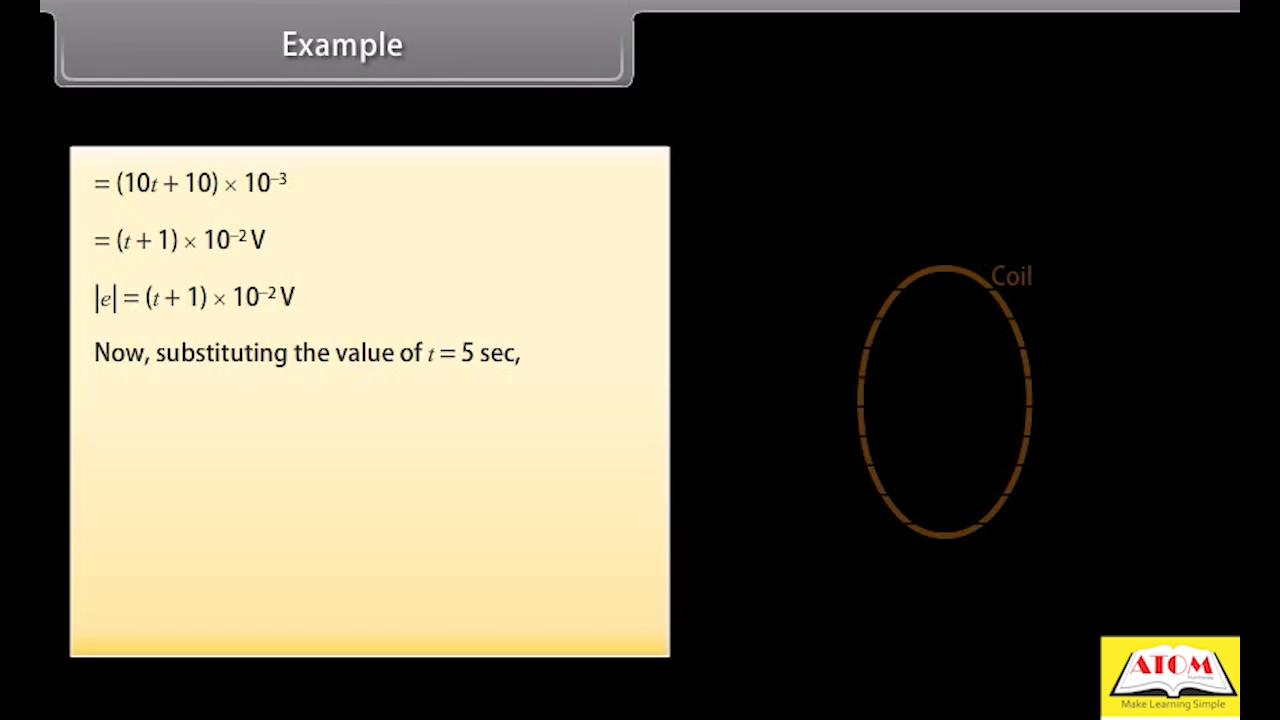 Example
= (10t + 10) × 10⁻³
= (t + 1) × 10⁻² V
|e| = (t + 1) × 10⁻² V
Now, substituting the value of t = 5 sec,
Coil
ATOM
Make Learning Simple